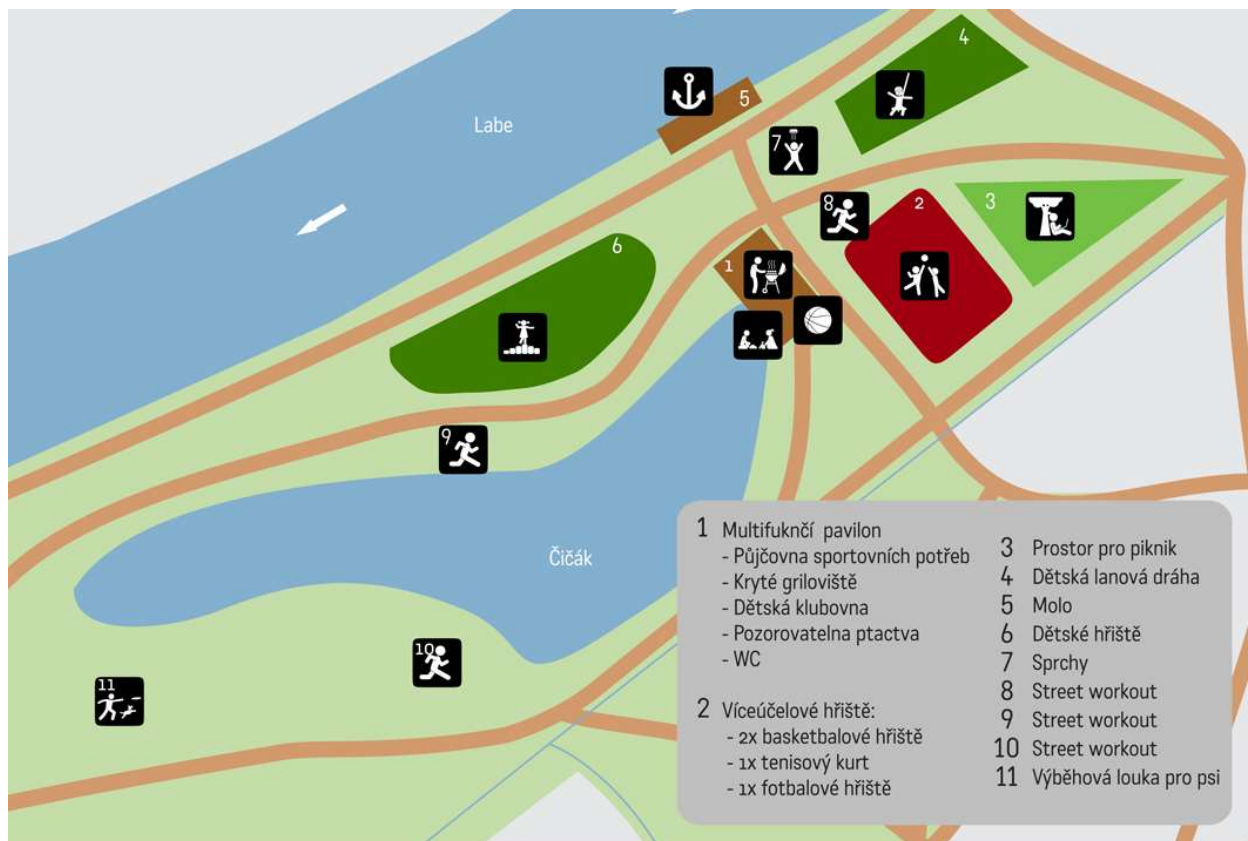 4
5
Labe
7
3
2
8
6
1
9
Čičák
10
11
1 Multifuknčí pavilon
- Půjčovna sportovních potřeb
- Kryté griloviště
- Dětská klubovna
- Pozorovatelna ptactva
- WC
2 Víceúčelové hřiště:
- 2x basketbalové hřiště
- 1x tenisový kurt
- 1x fotbalové hřiště
3 Prostor pro piknik
4 Dětská lanová dráha
5 Molo
6 Dětské hřiště
7 Sprchy
8 Street workout
9 Street workout
10 Street workout
11 Výběhová louka pro psi